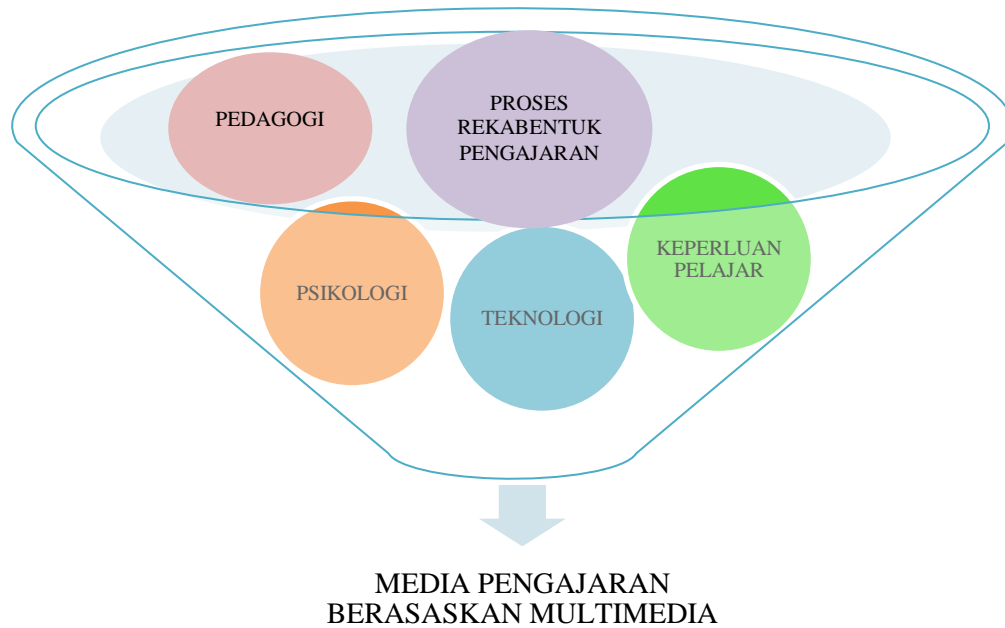 PEDAGOGI
PROSES
REKABENTUK
PENGAJARAN
KEPERLUAN
PELAJAR
PSIKOLOGI
TEKNOLOGI
MEDIA PENGAJARAN
BERASASKAN MULTIMEDIA